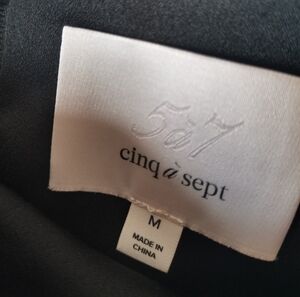 5à7
cinq à sept
M
MADE IN
CHINA